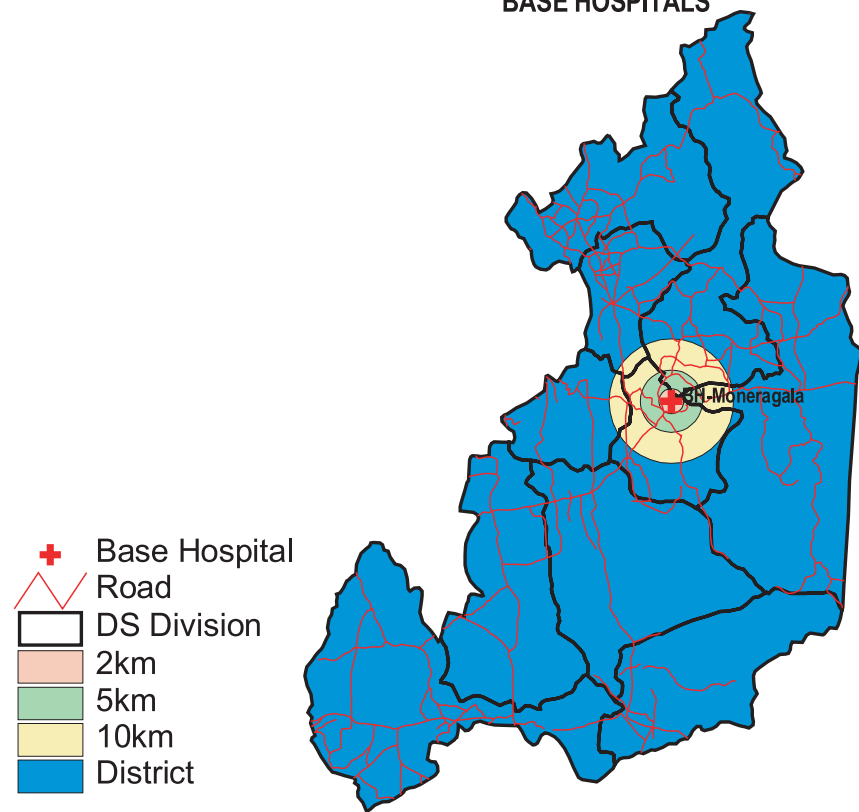 BASE HOSPITALS
BH-Moneragala
Base Hospital
Road
DS Division
2km
5km
10km
District